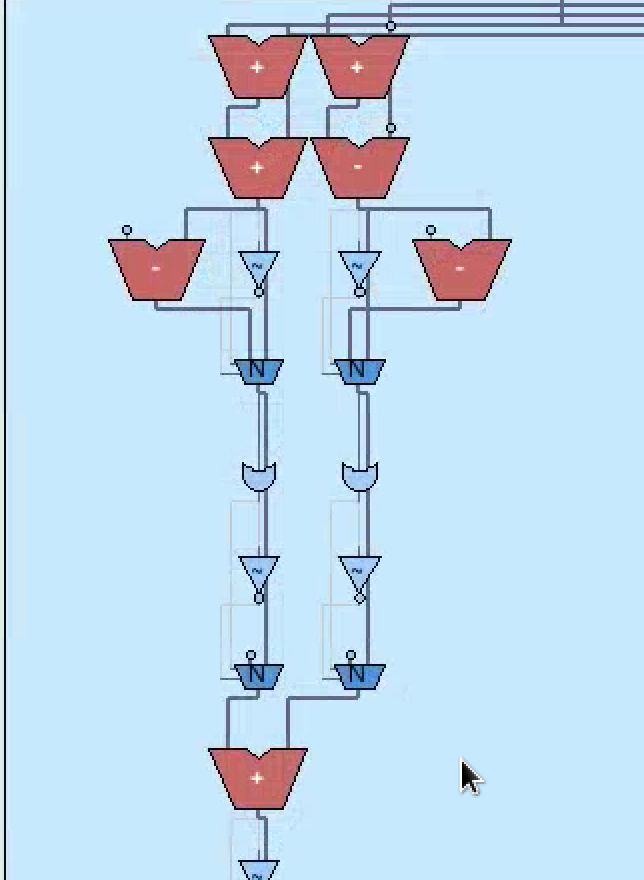 + +
+ -
- ~ ~ -
N N
~ ~
N N
+
~